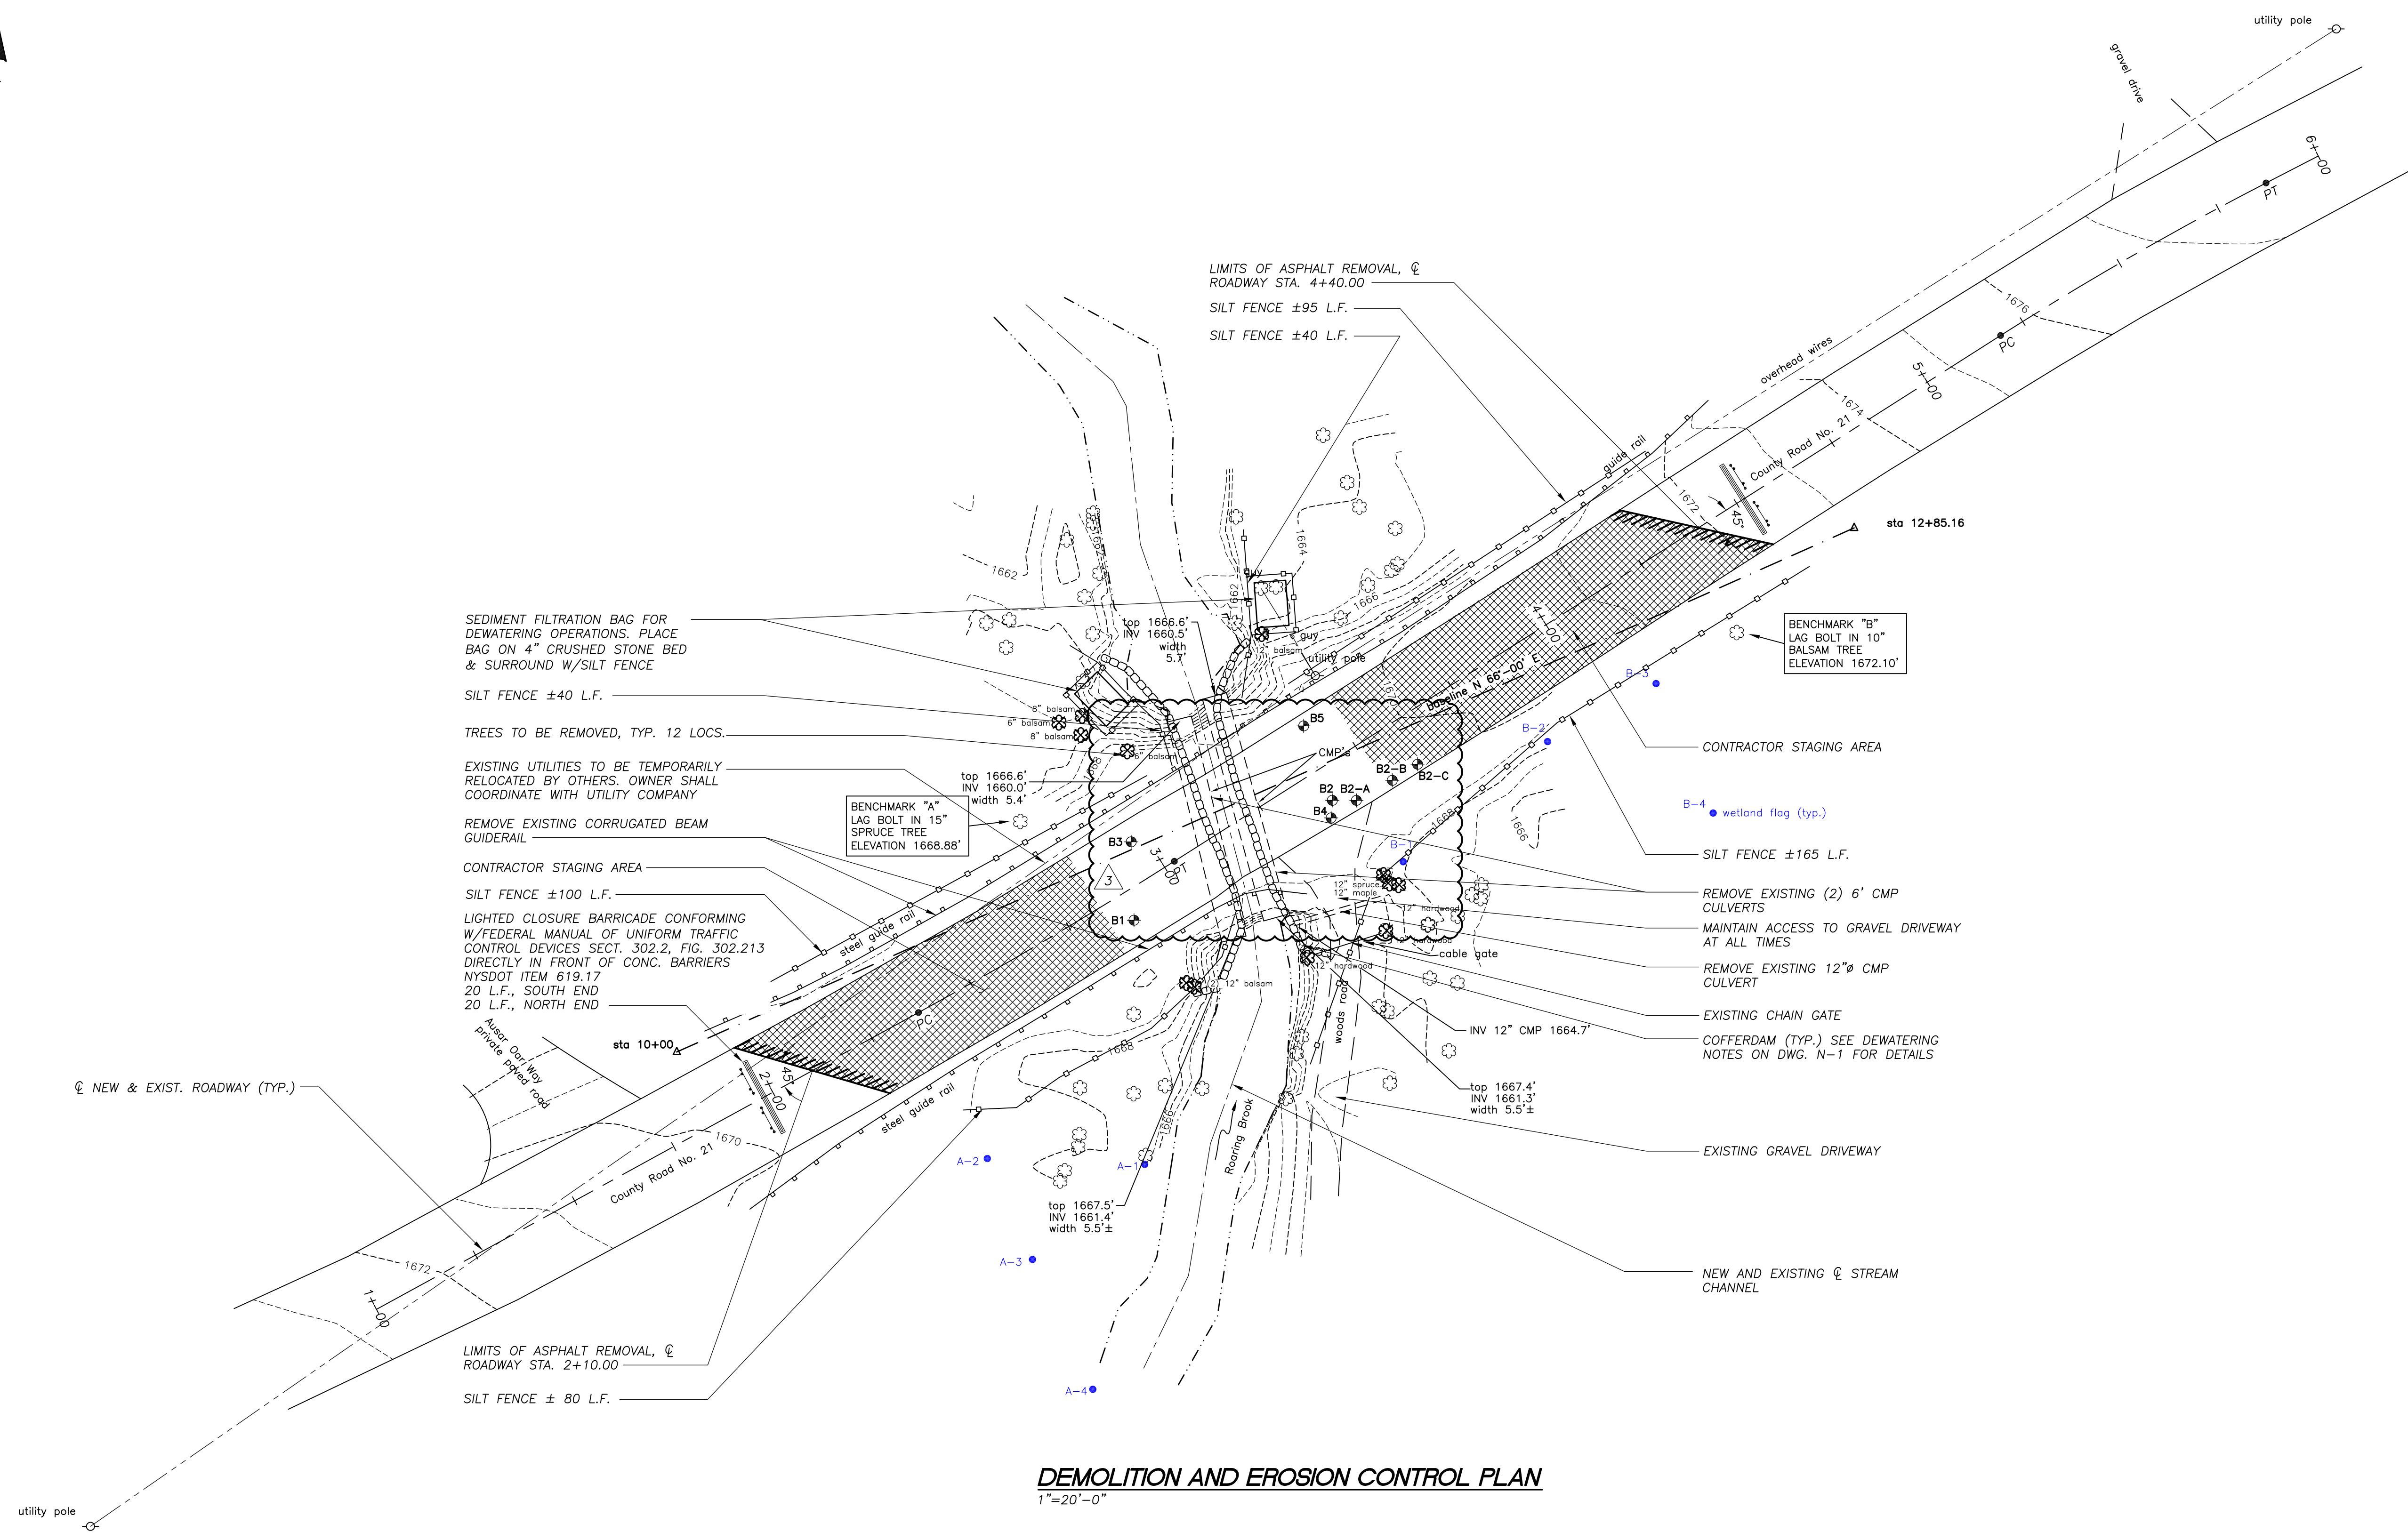 utility pole
gravel drive
6+00
PT
LIMITS OF ASPHALT REMOVAL, ℄
ROADWAY STA. 4+40.00
SILT FENCE ±95 L.F.
SILT FENCE ±40 L.F.
overhead wires
PC
5+00
1676
1674
County Road No. 21
guide rail
1672
45°
sta 12+85.16
1662
1662
1664
1662
guy
1666
4+00
SEDIMENT FILTRATION BAG FOR
DEWATERING OPERATIONS. PLACE
BAG ON 4" CRUSHED STONE BED
& SURROUND W/SILT FENCE
top 1666.6'
INV 1660.5'
width
5.7'
guy
12" balsam
utility pole
BENCHMARK "B"
LAG BOLT IN 10"
BALSAM TREE
ELEVATION 1672.10'
SILT FENCE ±40 L.F.
Baseline N 66°-00' E
B-3
8" balsam
6" balsam
8" balsam
6" balsam
B5
B-2
TREES TO BE REMOVED, TYP. 12 LOCS.
CONTRACTOR STAGING AREA
CMP's
EXISTING UTILITIES TO BE TEMPORARILY
RELOCATED BY OTHERS. OWNER SHALL
COORDINATE WITH UTILITY COMPANY
1668
top 1666.6'
INV 1660.0'
width 5.4'
B2-B
B2-C
B2
B2-A
B4
BENCHMARK "A"
LAG BOLT IN 15"
SPRUCE TREE
ELEVATION 1668.88'
1668
1666
B-4
wetland flag (typ.)
REMOVE EXISTING CORRUGATED BEAM
GUIDERAIL
B3
3+00
PT
B-1
SILT FENCE ±165 L.F.
CONTRACTOR STAGING AREA
3
12" spruce
12" maple
REMOVE EXISTING (2) 6' CMP
CULVERTS
SILT FENCE ±100 L.F.
12" hardwood
B1
steel guide rail
MAINTAIN ACCESS TO GRAVEL DRIVEWAY
AT ALL TIMES
LIGHTED CLOSURE BARRICADE CONFORMING
W/FEDERAL MANUAL OF UNIFORM TRAFFIC
CONTROL DEVICES SECT. 302.2, FIG. 302.213
DIRECTLY IN FRONT OF CONC. BARRIERS
NYSDOT ITEM 619.17
20 L.F., SOUTH END
20 L.F., NORTH END
12" hardwood
cable gate
12" hardwood
REMOVE EXISTING 12"ø CMP
CULVERT
(2) 12" balsam
EXISTING CHAIN GATE
PC
woods road
INV 12" CMP 1664.7'
COFFERDAM (TYP.) SEE DEWATERING
NOTES ON DWG. N-1 FOR DETAILS
Ausar Oari Way
private paved road
sta 10+00
1668
45°
2+00
℄ NEW & EXIST. ROADWAY (TYP.)
top 1667.4'
INV 1661.3'
width 5.5'±
steel guide rail
1670
1666
Roaring Brook
EXISTING GRAVEL DRIVEWAY
A-2
A-1
County Road No. 21
top 1667.5'
INV 1661.4'
width 5.5'±
A-3
1672
NEW AND EXISTING ℄ STREAM
CHANNEL
1+00
LIMITS OF ASPHALT REMOVAL, ℄
ROADWAY STA. 2+10.00
A-4
SILT FENCE ± 80 L.F.
DEMOLITION AND EROSION CONTROL PLAN
1"=20'-0"
utility pole